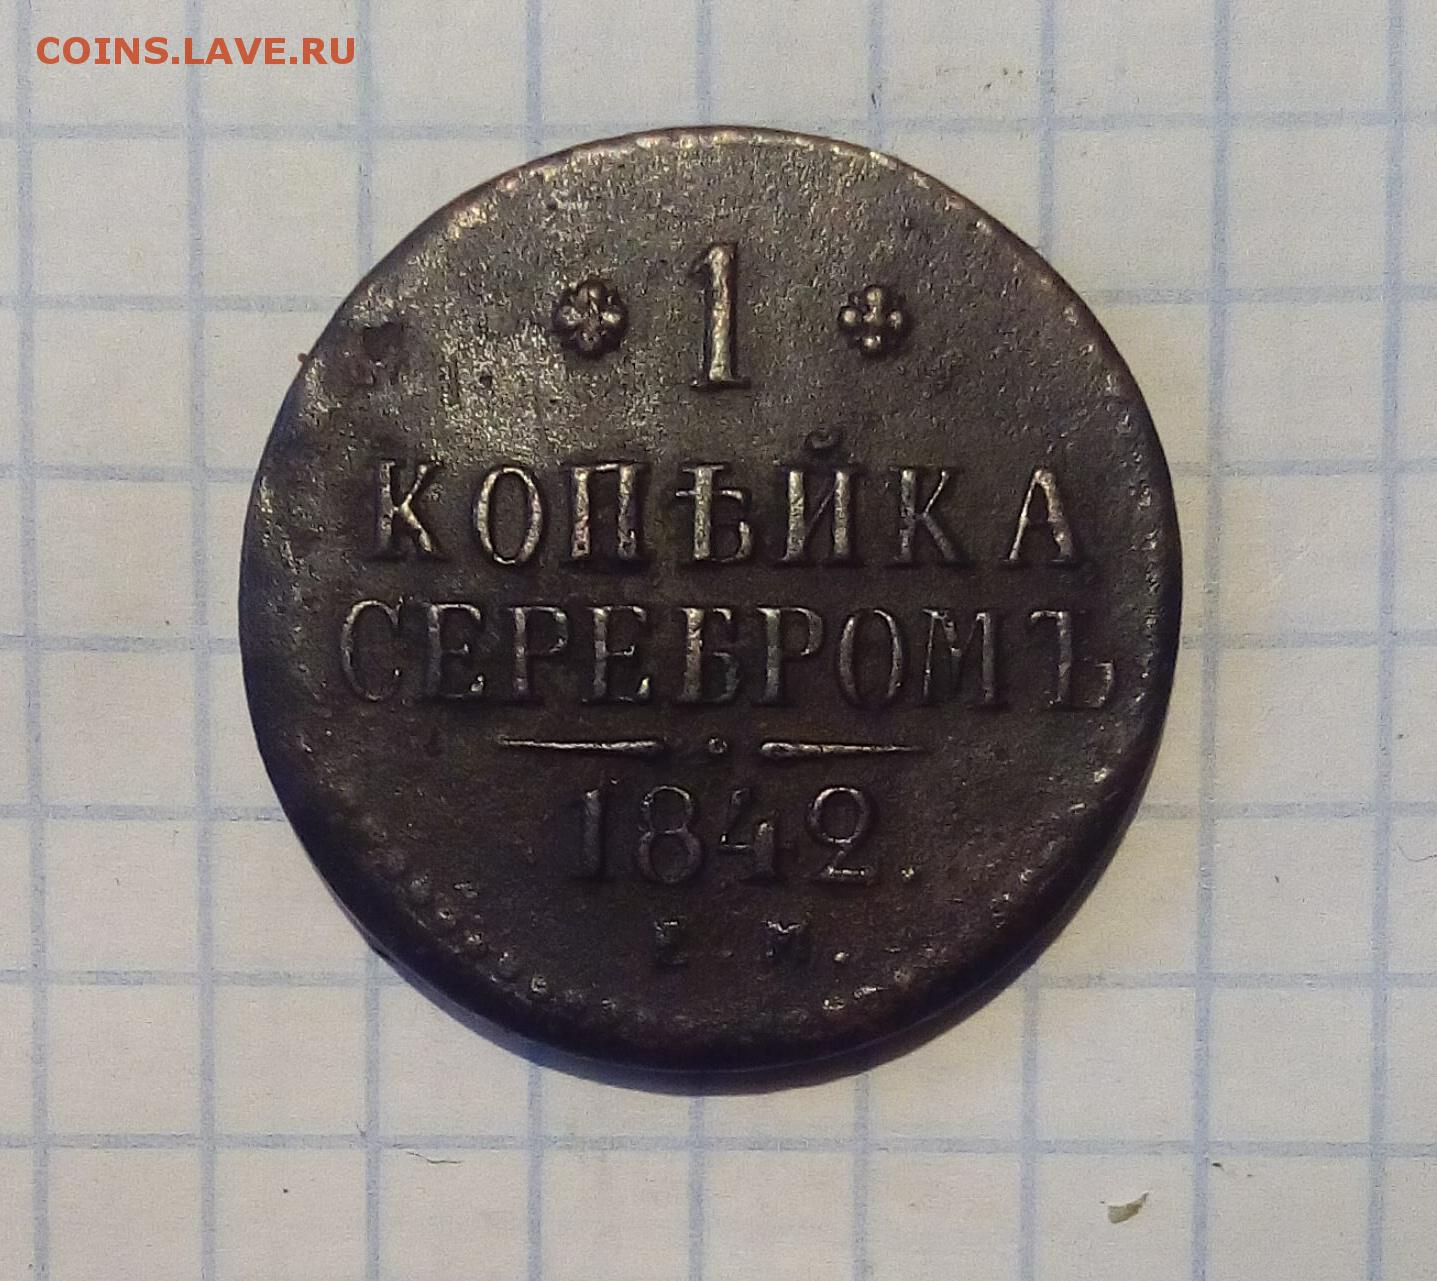 COINS.LAVE.RU
1
КОПѢЙКА
СЕРЕБРОМЪ
1842.
Е.М.